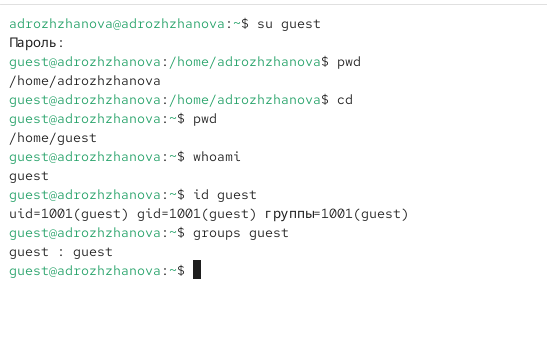 adrozhzhanova@adrozhzhanova:~$ su guest
Пароль:
guest@adrozhzhanova:/home/adrozhzhanova$ pwd
/home/adrozhzhanova
guest@adrozhzhanova:/home/adrozhzhanova$ cd
guest@adrozhzhanova:~$ pwd
/home/guest
guest@adrozhzhanova:~$ whoami
guest
guest@adrozhzhanova:~$ id guest
uid=1001(guest) gid=1001(guest) группы=1001(guest)
guest@adrozhzhanova:~$ groups guest
guest : guest
guest@adrozhzhanova:~$